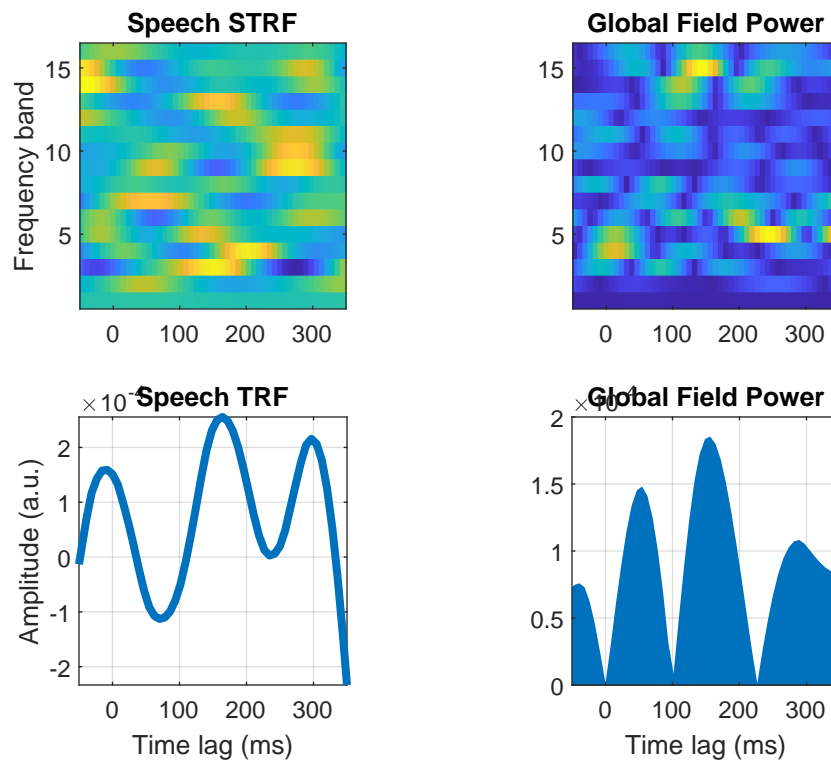 Speech STRF
Frequency band
15
10
5
0 100 200 300
Global Field Power
15
10
5
0 100 200 300
Speech TRF
× 10-4
Amplitude (a.u.)
2
1
0
-1
-2
0 100 200 300
Time lag (ms)
Global Field Power
× 10-4
2
1.5
1
0.5
0
0 100 200 300
Time lag (ms)